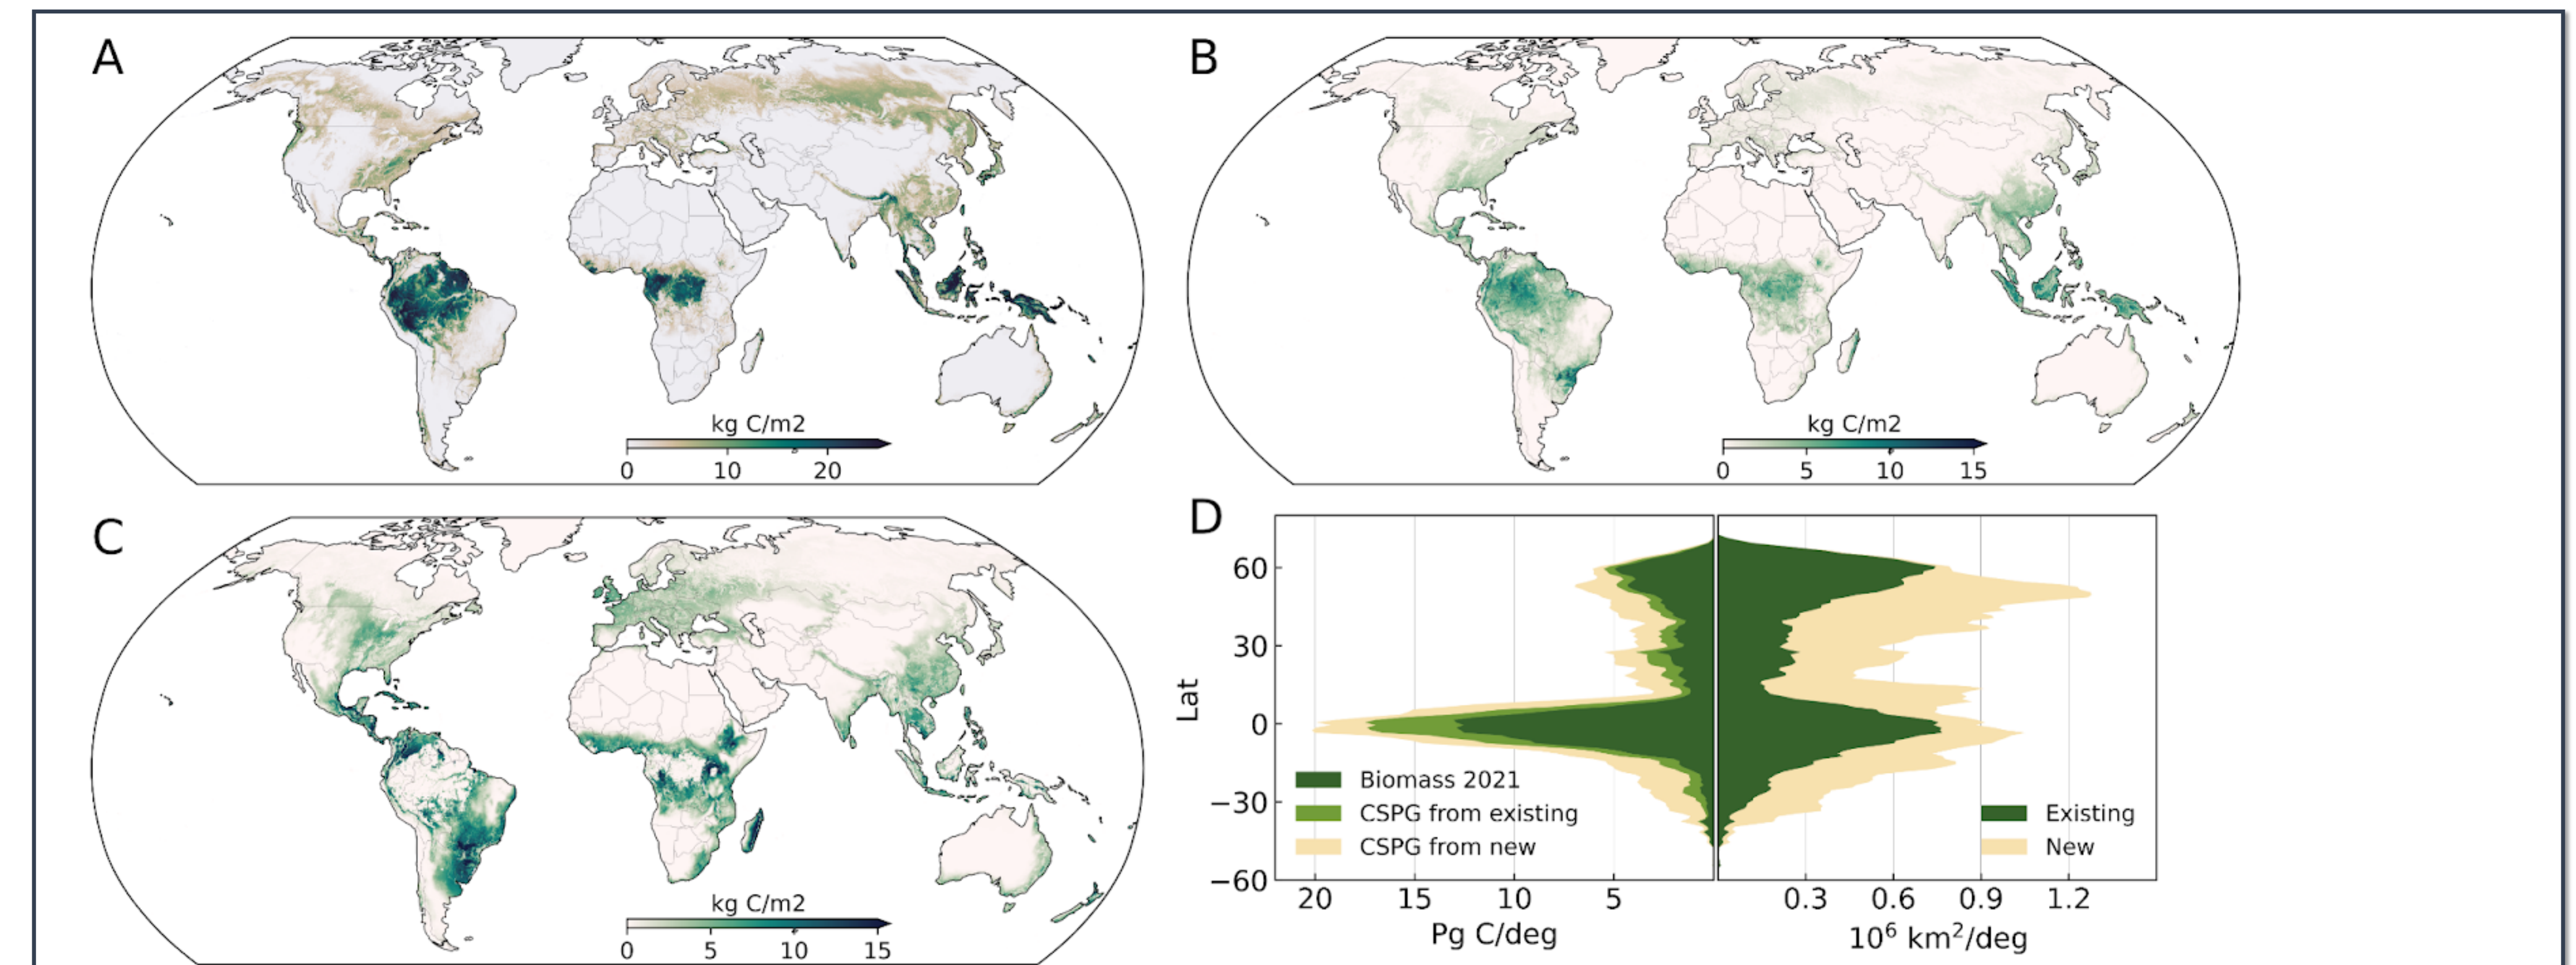 A
kg C/m2
0 10 20
B
kg C/m2
0 5 10 15
C
kg C/m2
0 5 10 15
D
Lat
60
30
0
−30
−60
Biomass 2021
CSPG from existing
CSPG from new
Existing
New
20 15 10 5
0.3 0.6 0.9 1.2
Pg C/deg
10⁶ km²/deg